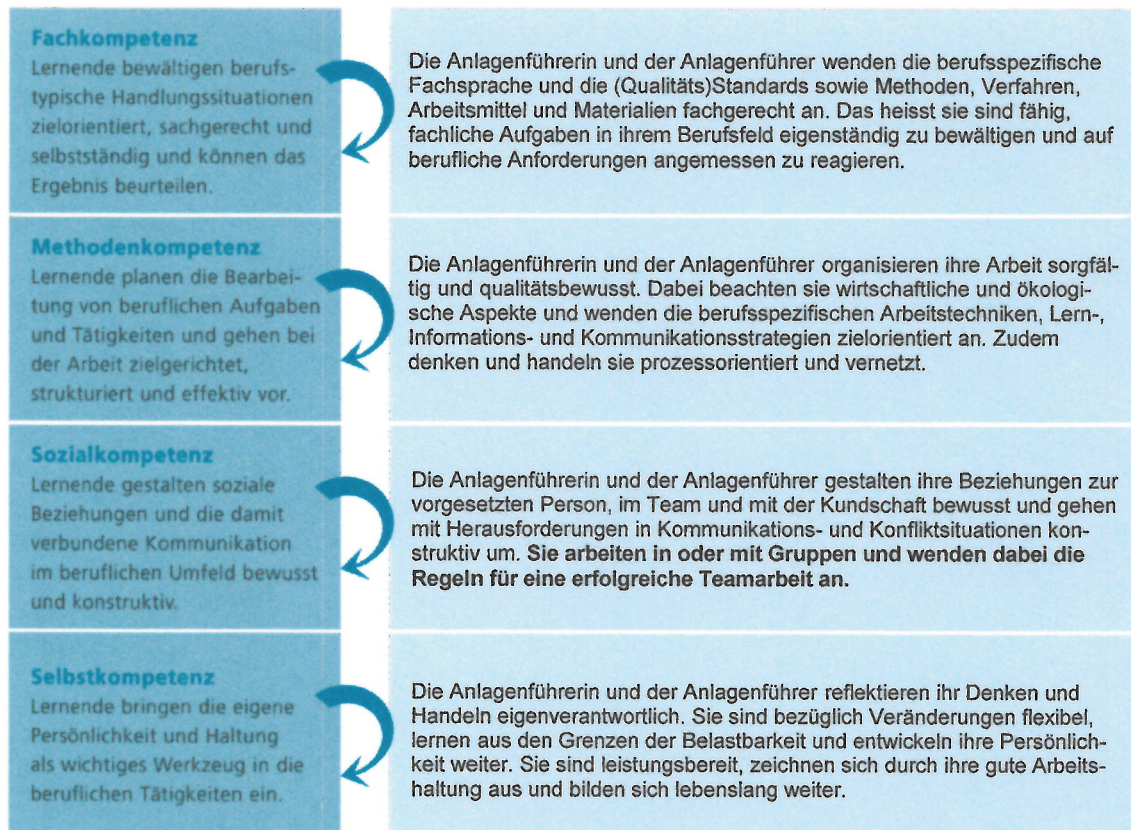 Fachkompetenz
Lernende bewältigen berufs-
typische Handlungssituationen
zielorientiert, sachgerecht und
selbstständig und können das
Ergebnis beurteilen.
Die Anlagenführerin und der Anlagenführer wenden die berufsspezifische
Fachsprache und die (Qualitäts)Standards sowie Methoden, Verfahren,
Arbeitsmittel und Materialien fachgerecht an. Das heisst sie sind fähig,
fachliche Aufgaben in ihrem Berufsfeld eigenständig zu bewältigen und auf
berufliche Anforderungen angemessen zu reagieren.
Methodenkompetenz
Lernende planen die Bearbei-
tung von beruflichen Aufgaben
und Tätigkeiten und gehen bei
der Arbeit zielgerichtet,
strukturiert und effektiv vor.
Die Anlagenführerin und der Anlagenführer organisieren ihre Arbeit sorgfäl-
tig und qualitätsbewusst. Dabei beachten sie wirtschaftliche und ökologi-
sche Aspekte und wenden die berufsspezifischen Arbeitstechniken, Lern-,
Informations- und Kommunikationsstrategien zielorientiert an. Zudem
denken und handeln sie prozessorientiert und vernetzt.
Sozialkompetenz
Lernende gestalten soziale
Beziehungen und die damit
verbundene Kommunikation
im beruflichen Umfeld bewusst
und konstruktiv.
Die Anlagenführerin und der Anlagenführer gestalten ihre Beziehungen zur
vorgesetzten Person, im Team und mit der Kundschaft bewusst und gehen
mit Herausforderungen in Kommunikations- und Konfliktsituationen kon-
struktiv um. Sie arbeiten in oder mit Gruppen und wenden dabei die
Regeln für eine erfolgreiche Teamarbeit an.
Selbstkompetenz
Lernende bringen die eigene
Persönlichkeit und Haltung
als wichtiges Werkzeug in die
beruflichen Tätigkeiten ein.
Die Anlagenführerin und der Anlagenführer reflektieren ihr Denken und
Handeln eigenverantwortlich. Sie sind bezüglich Veränderungen flexibel,
lernen aus den Grenzen der Belastbarkeit und entwickeln ihre Persönlich-
keit weiter. Sie sind leistungsbereit, zeichnen sich durch ihre gute Arbeits-
haltung aus und bilden sich lebenslang weiter.